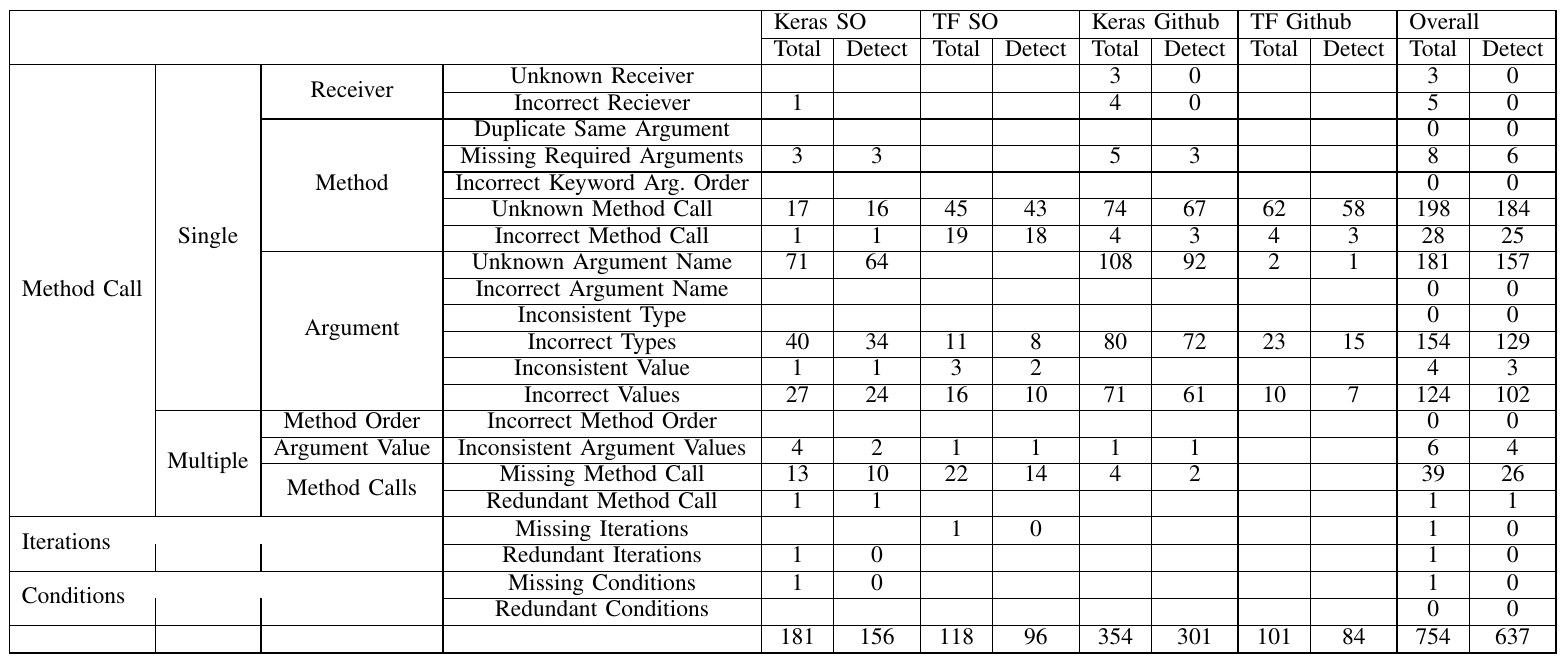 Keras SO TF SO Keras Github TF Github Overall
Total Detect Total Detect Total Detect Total Detect Total Detect
Method Call Single Receiver Unknown Receiver 3 0 3 0
Incorrect Reciever 1 4 0 5 0
Method Duplicate Same Argument 0 0
Missing Required Arguments 3 3 5 3 8 6
Incorrect Keyword Arg. Order 0 0
Unknown Method Call 17 16 45 43 74 67 62 58 198 184
Incorrect Method Call 1 1 19 18 4 3 4 3 28 25
Argument Unknown Argument Name 71 64 108 92 2 1 181 157
Incorrect Argument Name 0 0
Inconsistent Type 0 0
Incorrect Types 40 34 11 8 80 72 23 15 154 129
Inconsistent Value 1 1 3 2 4 3
Incorrect Values 27 24 16 10 71 61 10 7 124 102
Multiple Method Order Incorrect Method Order 0 0
Argument Value Inconsistent Argument Values 4 2 1 1 1 1 6 4
Method Calls Missing Method Call 13 10 22 14 4 2 39 26
Redundant Method Call 1 1 1 1
Iterations Missing Iterations 1 0 1 0
Redundant Iterations 1 0 1 0
Conditions Missing Conditions 1 0 1 0
Redundant Conditions 0 0
181 156 118 96 354 301 101 84 754 637